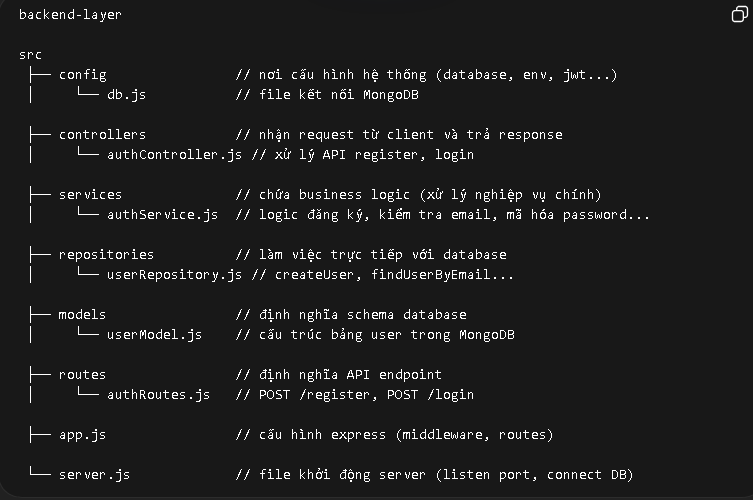 backend-layer
src
├── config // nơi cấu hình hệ thống (database, env, jwt...)
│ └── db.js // file kết nối MongoDB
├── controllers // nhận request từ client và trả response
│ └── authController.js // xử lý API register, login
├── services // chứa business logic (xử lý nghiệp vụ chính)
│ └── authService.js // logic đăng ký, kiểm tra email, mã hóa password...
├── repositories // làm việc trực tiếp với database
│ └── userRepository.js // createUser, findUserByEmail...
├── models // định nghĩa schema database
│ └── userModel.js // cấu trúc bảng user trong MongoDB
├── routes // định nghĩa API endpoint
│ └── authRoutes.js // POST /register, POST /login
├── app.js // cấu hình express (middleware, routes)
└── server.js // file khởi động server (listen port, connect DB)